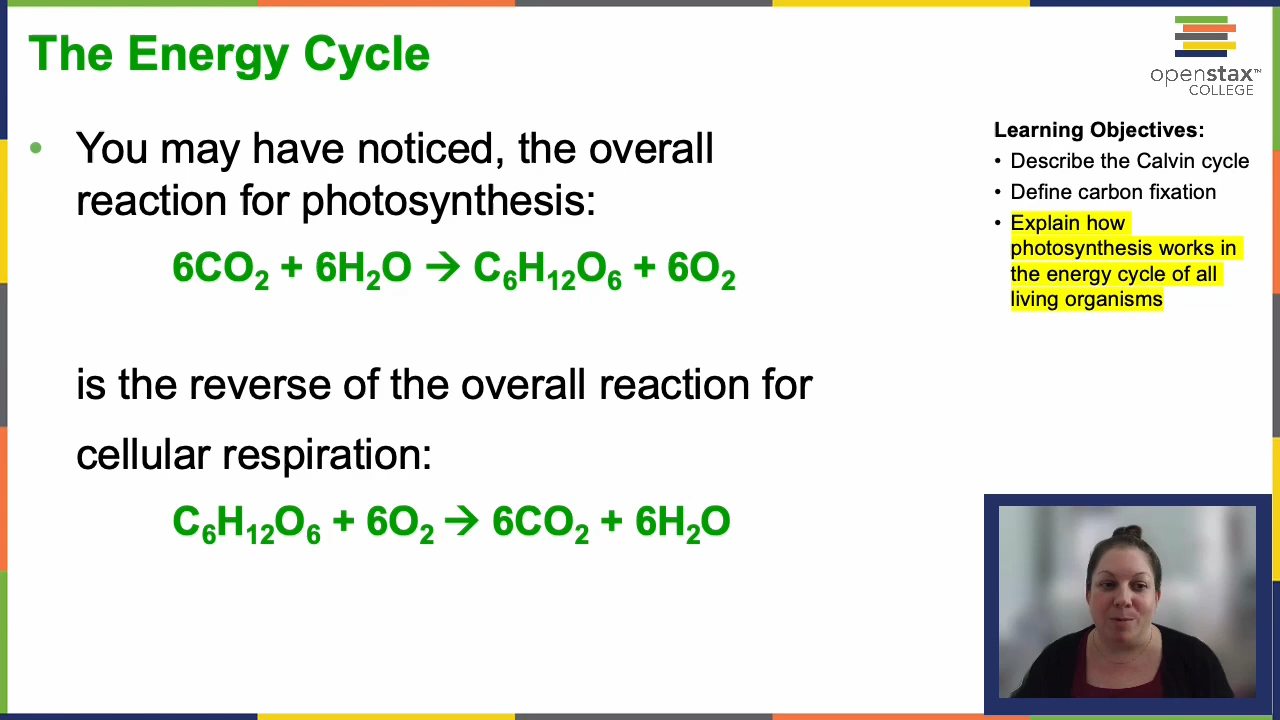 The Energy Cycle
openstax™
COLLEGE
• You may have noticed, the overall
reaction for photosynthesis:
6CO₂ + 6H₂O → C₆H₁₂O₆ + 6O₂
is the reverse of the overall reaction for
cellular respiration:
C₆H₁₂O₆ + 6O₂ → 6CO₂ + 6H₂O
Learning Objectives:
• Describe the Calvin cycle
• Define carbon fixation
• Explain how
photosynthesis works in
the energy cycle of all
living organisms